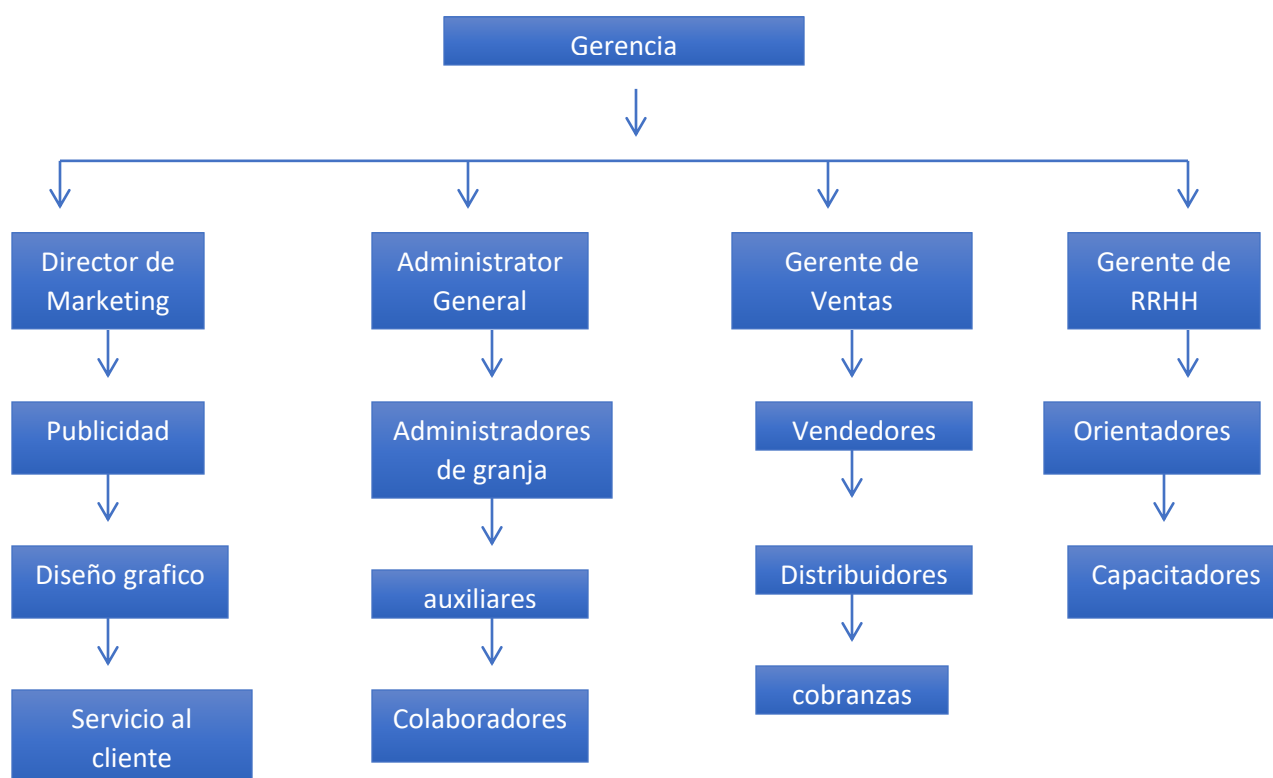 Gerencia
Director de
Marketing
Administrator
General
Gerente de
Ventas
Gerente de
RRHH
Publicidad
Administradores
de granja
Vendedores
Orientadores
Diseño grafico
auxiliares
Distribuidores
Capacitadores
Servicio al
cliente
Colaboradores
cobranzas